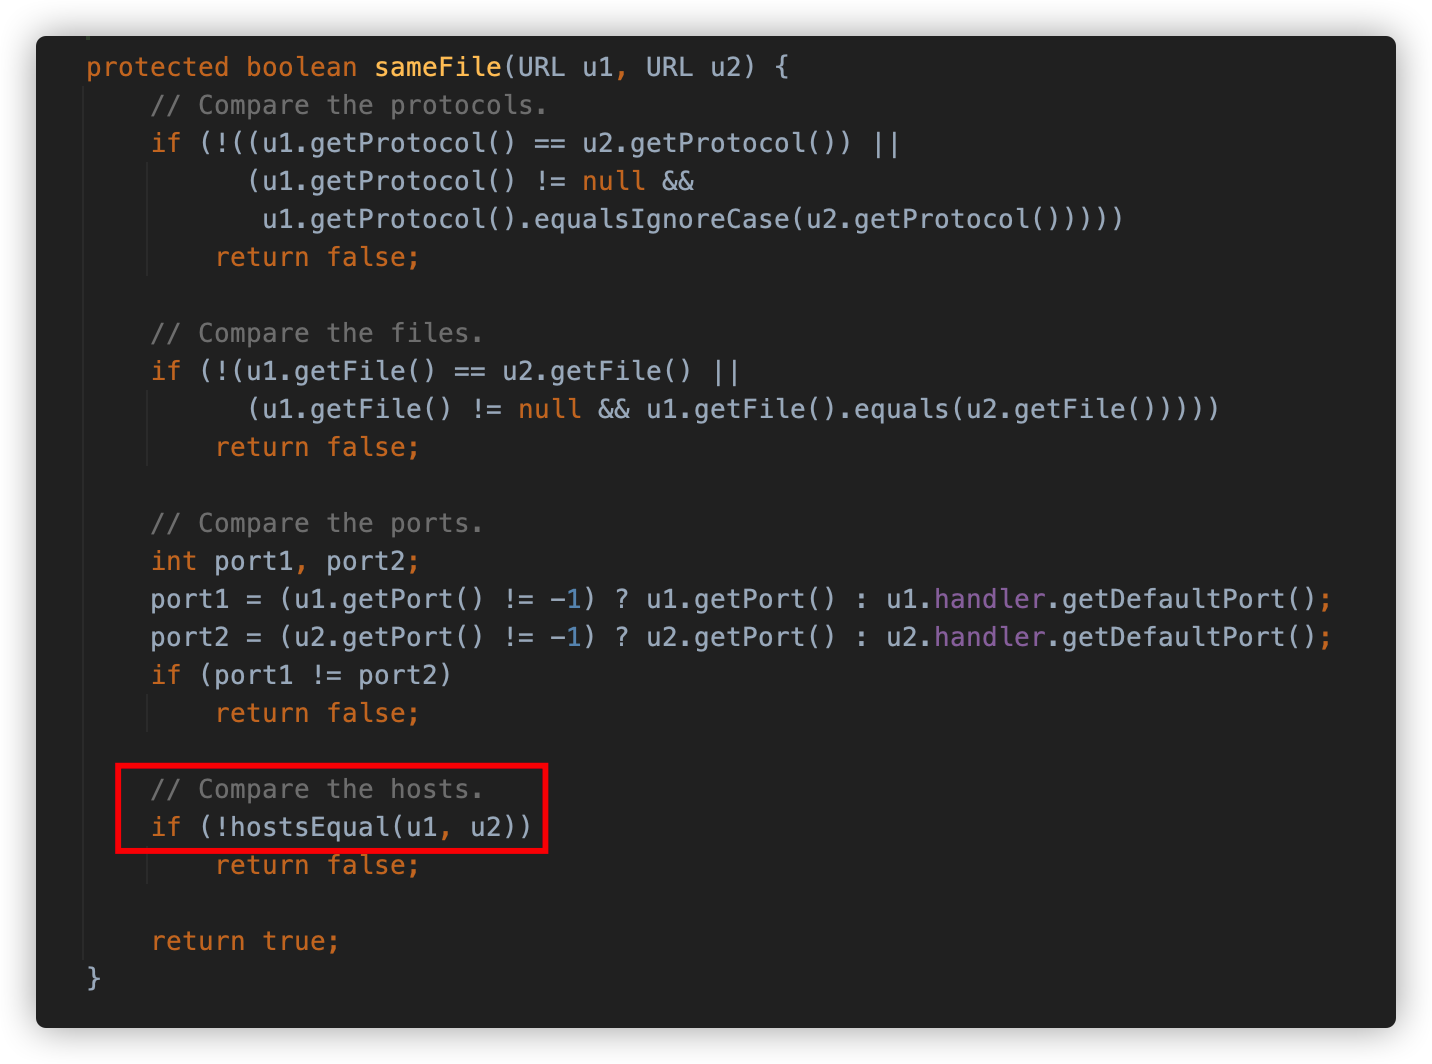 protected boolean sameFile(URL u1, URL u2) {
// Compare the protocols.
if (!((u1.getProtocol() == u2.getProtocol()) ||
(u1.getProtocol() != null &&
u1.getProtocol().equalsIgnoreCase(u2.getProtocol()))))
return false;
// Compare the files.
if (!(u1.getFile() == u2.getFile() ||
(u1.getFile() != null && u1.getFile().equals(u2.getFile()))))
return false;
// Compare the ports.
int port1, port2;
port1 = (u1.getPort() != -1) ? u1.getPort() : u1.handler.getDefaultPort();
port2 = (u2.getPort() != -1) ? u2.getPort() : u2.handler.getDefaultPort();
if (port1 != port2)
return false;
// Compare the hosts.
if (!hostsEqual(u1, u2))
return false;
return true;
}